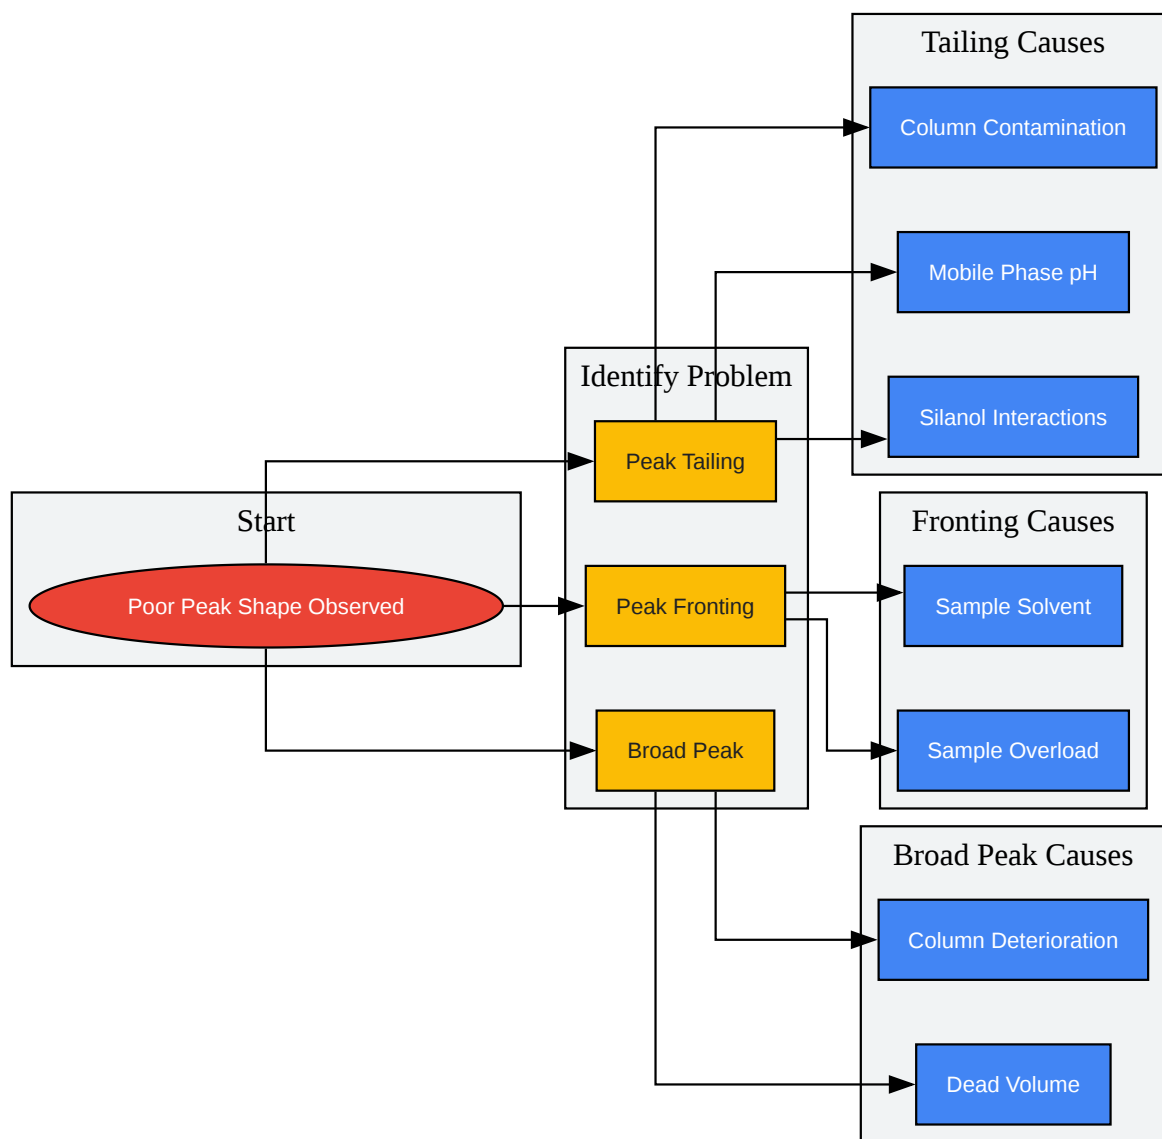 Start
Poor Peak Shape Observed
Identify Problem
Peak Tailing
Peak Fronting
Broad Peak
Tailing Causes
Column Contamination
Mobile Phase pH
Silanol Interactions
Fronting Causes
Sample Solvent
Sample Overload
Broad Peak Causes
Column Deterioration
Dead Volume